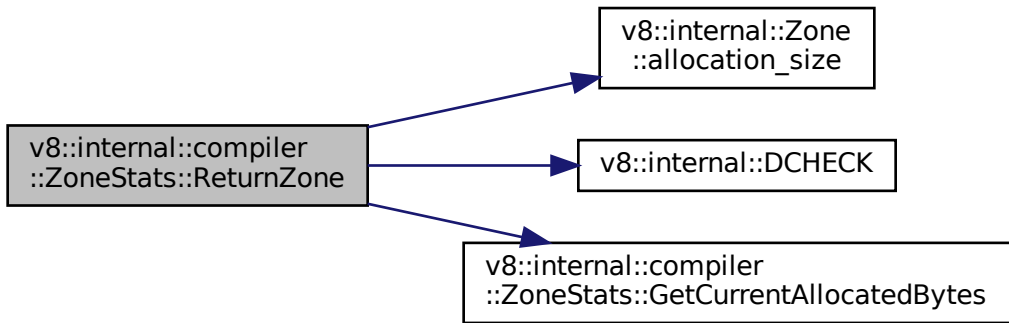 v8::internal::Zone
::allocation_size
v8::internal::compiler
::ZoneStats::ReturnZone
v8::internal::DCHECK
v8::internal::compiler
::ZoneStats::GetCurrentAllocatedBytes